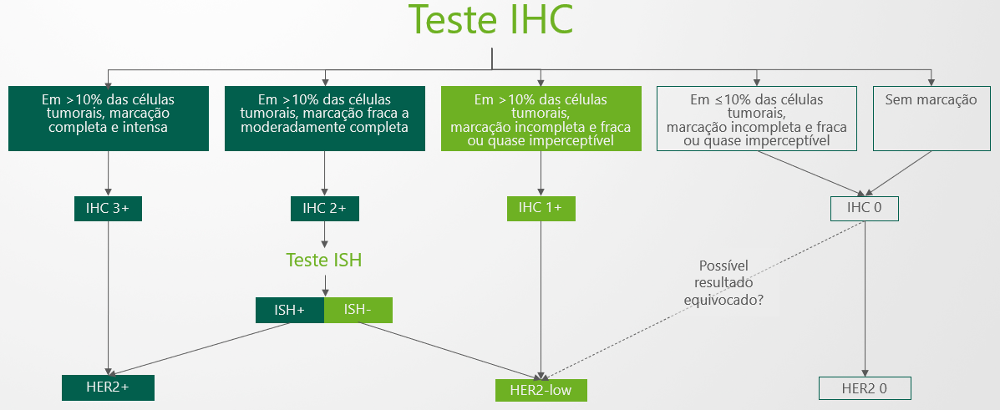 Teste IHC
Em >10% das células
tumorais, marcação
completa e intensa
Em >10% das células
tumorais, marcação fraca a
moderadamente completa
Em >10% das células
tumorais,
marcação incompleta e fraca
ou quase imperceptível
Em ≤10% das células
tumorais,
marcação incompleta e fraca
ou quase imperceptível
Sem marcação
IHC 3+
IHC 2+
IHC 1+
IHC 0
Teste ISH
Possível
resultado
equivocado?
ISH+
ISH-
HER2+
HER2-low
HER2 0